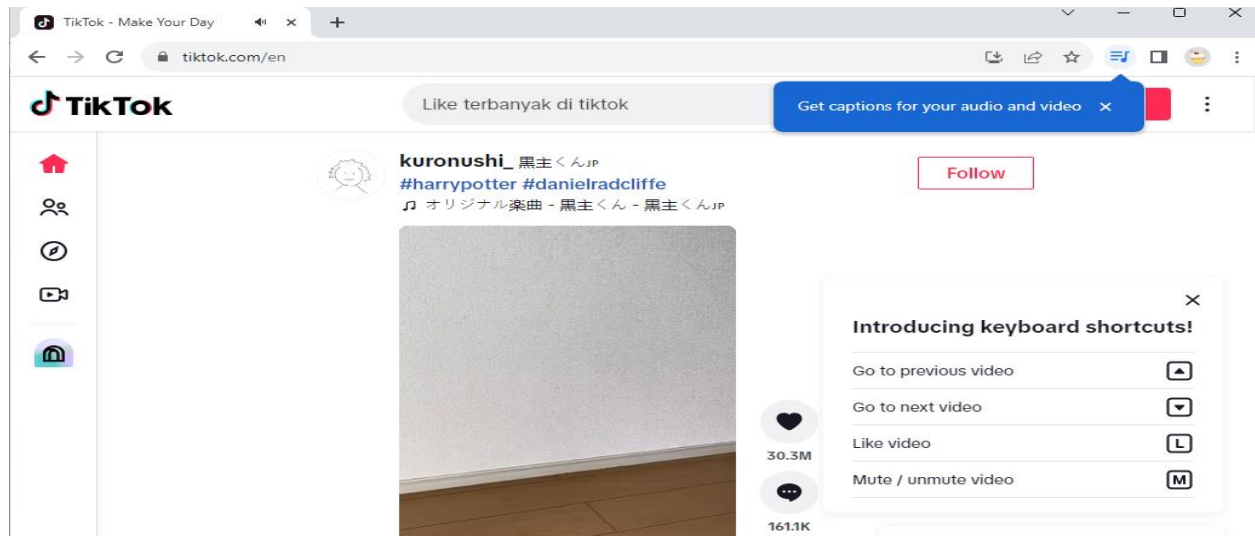 TikTok - Make Your Day
tiktok.com/en
TikTok
Like terbanyak di tiktok
Get captions for your audio and video
kuronushi_ 黒主くんJP
#harrypotter #danielradcliffe
オリジナル楽曲 - 黒主くん - 黒主くんJP
Follow
Introducing keyboard shortcuts!
Go to previous video
Go to next video
Like video L
Mute / unmute video M
30.3M
161.1K